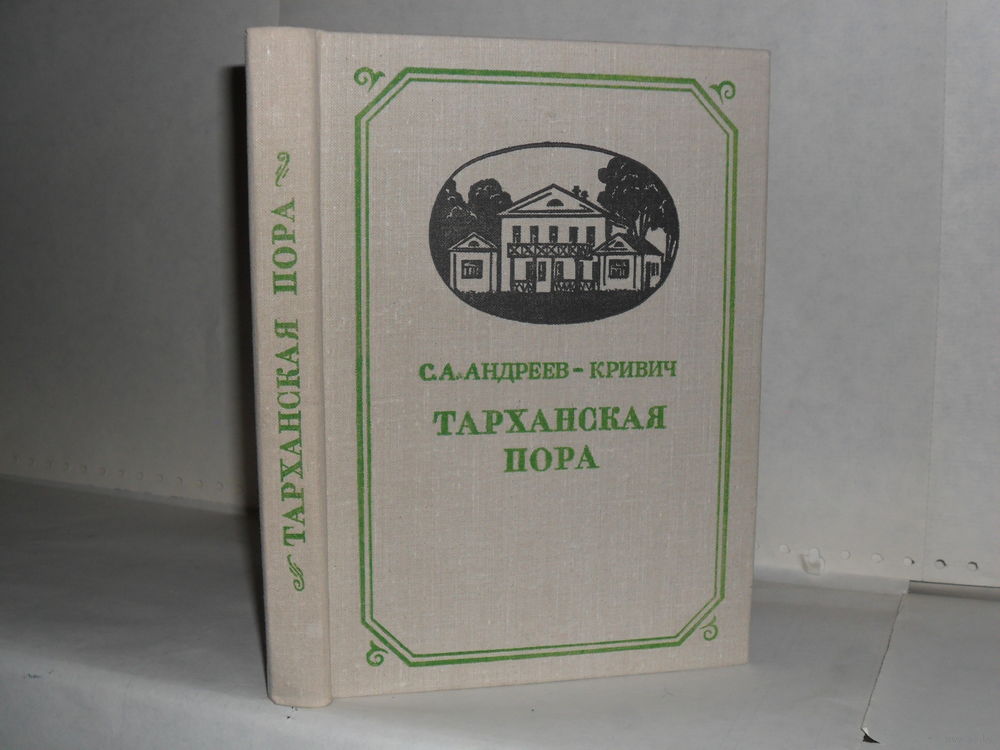 ТАРХАНСКАЯ ПОРА
С.А. АНДРЕЕВ-КРИВИЧ
ТАРХАНСКАЯ
ПОРА